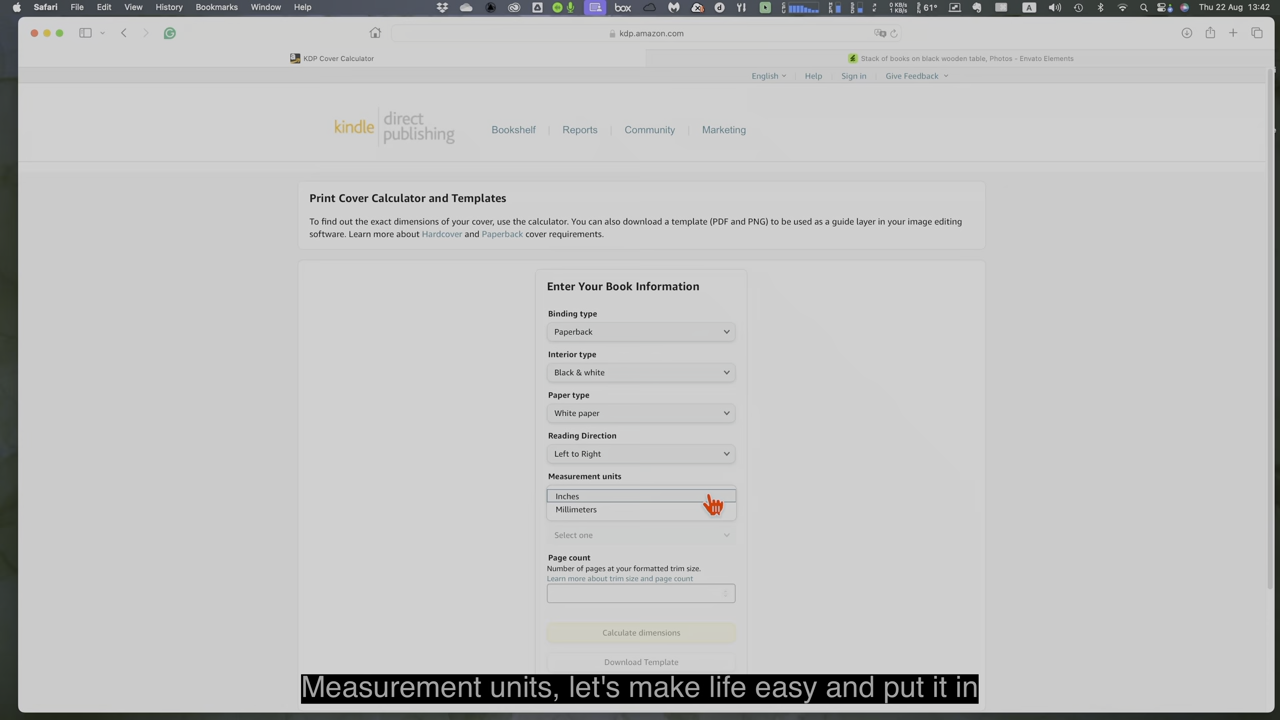 Safari File Edit View History Bookmarks Window Help
1 KB/s
1 KB/s
A
Thu 22 Aug 13:42
kdp.amazon.com
KDP Cover Calculator
Stack of books on black wooden table, Photos - Envato Elements
English
Help
Sign in
Give Feedback
kindle direct publishing
Bookshelf
Reports
Community
Marketing
Print Cover Calculator and Templates
To find out the exact dimensions of your cover, use the calculator. You can also download a template (PDF and PNG) to be used as a guide layer in your image editing
software. Learn more about Hardcover and Paperback cover requirements.
Enter Your Book Information
Binding type
Paperback
Interior type
Black & white
Paper type
White paper
Reading Direction
Left to Right
Measurement units
Inches
Millimeters
Select one
Page count
Number of pages at your formatted trim size.
Learn more about trim size and page count
Calculate dimensions
Download Template
Measurement units, let's make life easy and put it in